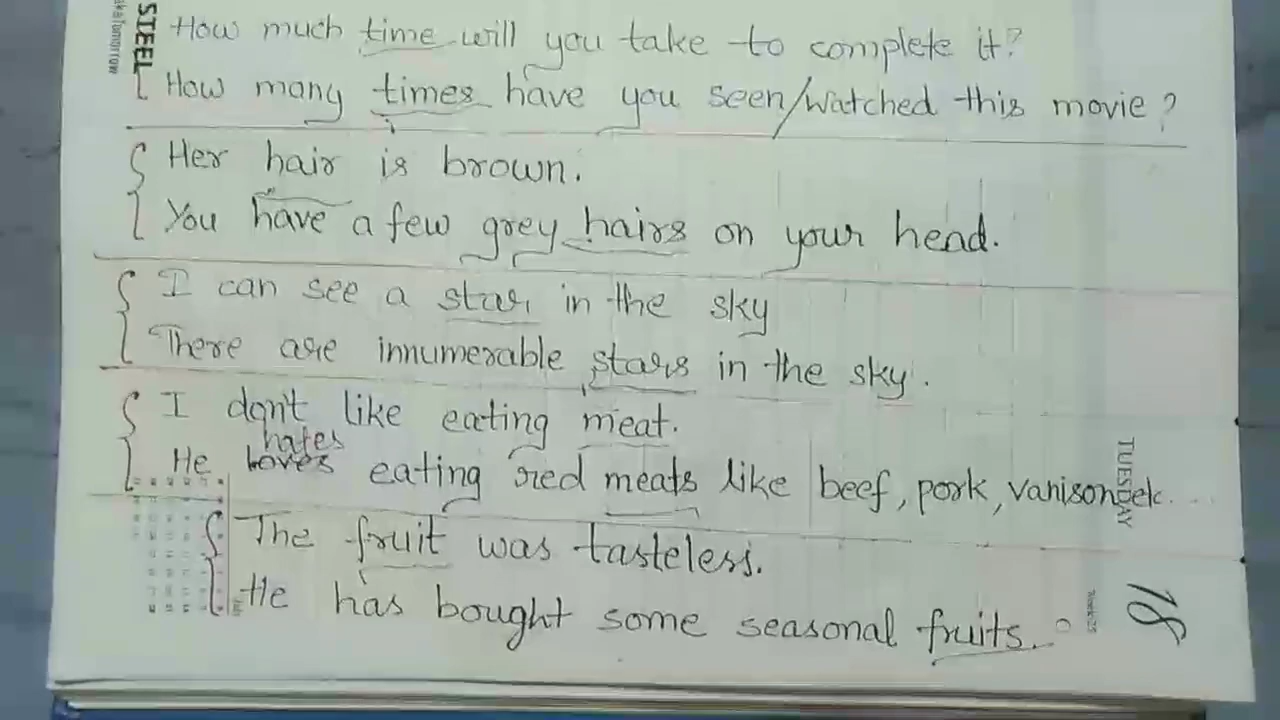 How much time will you take to complete it?
How many times have you seen/watched this movie?
Her hair is brown.
You have a few grey hairs on your head.
I can see a star in the sky
There are innumerable stars in the sky.
I don't like eating meat.
hates
He loves eating red meats like beef, pork, vanison etc....
The fruit was tasteless.
He has bought some seasonal fruits.
STEEL
TUESDAY
18